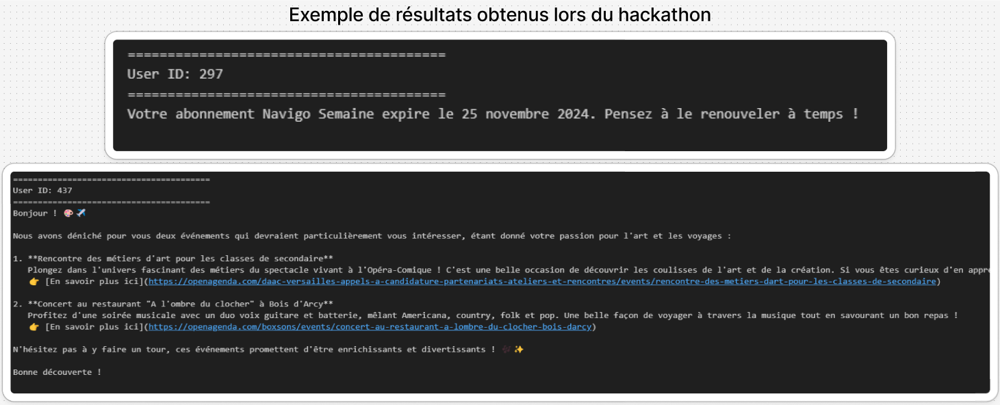 Exemple de résultats obtenus lors du hackathon
========================================
User ID: 297
========================================
Votre abonnement Navigo Semaine expire le 25 novembre 2024. Pensez à le renouveler à temps !
========================================
User ID: 437
========================================
Bonjour ! 🎨✈️
Nous avons déniché pour vous deux événements qui devraient particulièrement vous intéresser, étant donné votre passion pour l'art et les voyages :
1. **Rencontre des métiers d'art pour les classes de secondaire**
Plongez dans l'univers fascinant des métiers du spectacle vivant à l'Opéra-Comique ! C'est une belle occasion de découvrir les coulisses de l'art et de la création. Si vous êtes curieux d'en
👉 [En savoir plus ici](https://openagenda.com/daac-versailles-appels-a-candidature-partenariats-ateliers-et-rencontres/events/rencontre-des-metiers-dart-pour-les-classes-de-secondaire)
2. **Concert au restaurant "A l'ombre du clocher" à Bois d'Arcy**
Profitez d'une soirée musicale avec un duo voix guitare et batterie, mêlant Americana, country, folk et pop. Une belle façon de voyager à travers la musique tout en savourant un bon repas !
👉 [En savoir plus ici](https://openagenda.com/boxsons/events/concert-au-restaurant-a-lombre-du-clocher-bois-darcy)
N'hésitez pas à y faire un tour, ces événements promettent d'être enrichissants et divertissants ! 🎶✨
Bonne découverte !